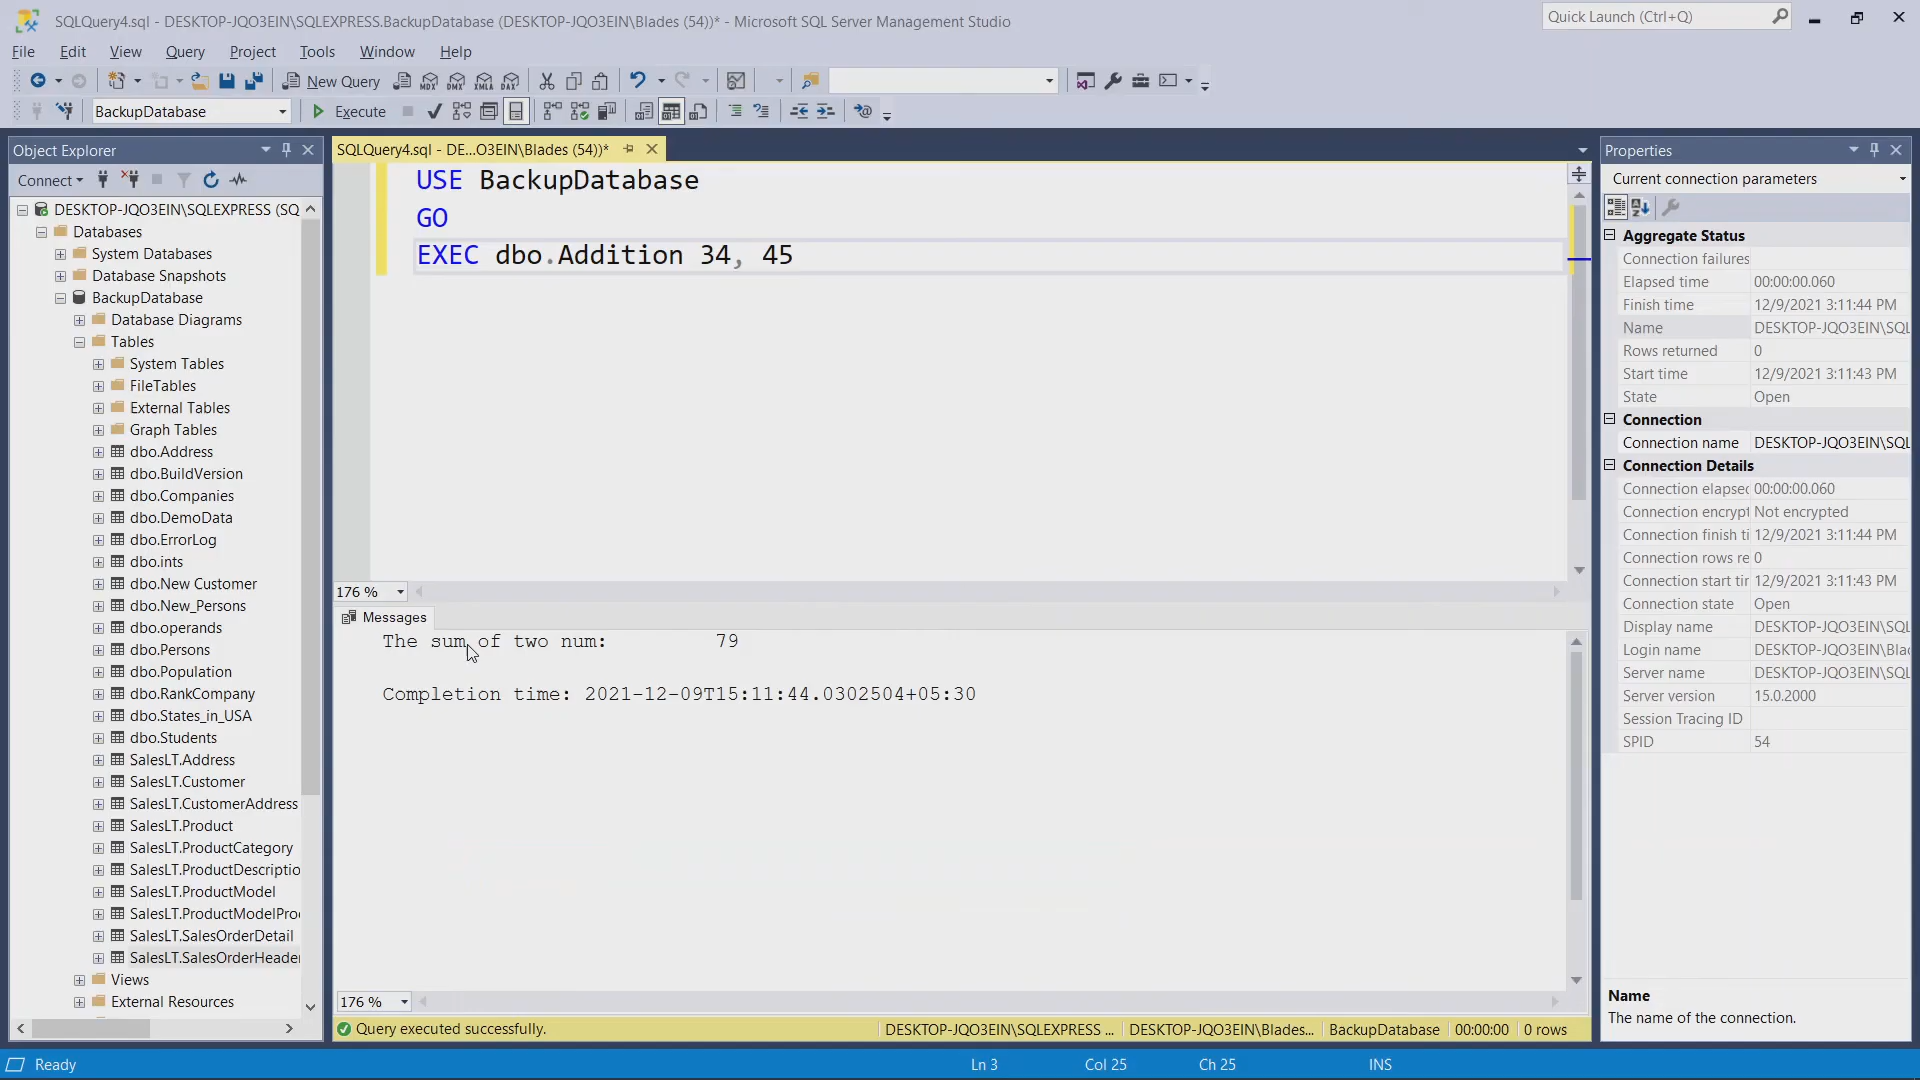 SQLQuery4.sql - DESKTOP-JQO3EIN\SQLEXPRESS.BackupDatabase (DESKTOP-JQO3EIN\Blades (54))* - Microsoft SQL Server Management Studio
Quick Launch (Ctrl+Q)
File Edit View Query Project Tools Window Help
New Query MDX DMX XMLA DAX
BackupDatabase Execute
Object Explorer
Connect
DESKTOP-JQO3EIN\SQLEXPRESS (SQ
Databases
System Databases
Database Snapshots
BackupDatabase
Database Diagrams
Tables
System Tables
FileTables
External Tables
Graph Tables
dbo.Address
dbo.BuildVersion
dbo.Companies
dbo.DemoData
dbo.ErrorLog
dbo.ints
dbo.New Customer
dbo.New_Persons
dbo.operands
dbo.Persons
dbo.Population
dbo.RankCompany
dbo.States_in_USA
dbo.Students
SalesLT.Address
SalesLT.Customer
SalesLT.CustomerAddress
SalesLT.Product
SalesLT.ProductCategory
SalesLT.ProductDescriptio
SalesLT.ProductModel
SalesLT.ProductModelPro
SalesLT.SalesOrderDetail
SalesLT.SalesOrderHeade
Views
External Resources
SQLQuery4.sql - DE...O3EIN\Blades (54))*
USE BackupDatabase
GO
EXEC dbo.Addition 34, 45
176 %
Messages
The sum of two num: 79
Completion time: 2021-12-09T15:11:44.0302504+05:30
176 %
Query executed successfully. DESKTOP-JQO3EIN\SQLEXPRESS ... DESKTOP-JQO3EIN\Blades... BackupDatabase 00:00:00 0 rows
Properties
Current connection parameters
Aggregate Status
Connection failures
Elapsed time 00:00:00.060
Finish time 12/9/2021 3:11:44 PM
Name DESKTOP-JQO3EIN\SQL
Rows returned 0
Start time 12/9/2021 3:11:43 PM
State Open
Connection
Connection name DESKTOP-JQO3EIN\SQL
Connection Details
Connection elapsec 00:00:00.060
Connection encrypt Not encrypted
Connection finish ti 12/9/2021 3:11:44 PM
Connection rows re 0
Connection start tir 12/9/2021 3:11:43 PM
Connection state Open
Display name DESKTOP-JQO3EIN\SQL
Login name DESKTOP-JQO3EIN\Bla
Server name DESKTOP-JQO3EIN\SQL
Server version 15.0.2000
Session Tracing ID
SPID 54
Name
The name of the connection.
Ready Ln 3 Col 25 Ch 25 INS